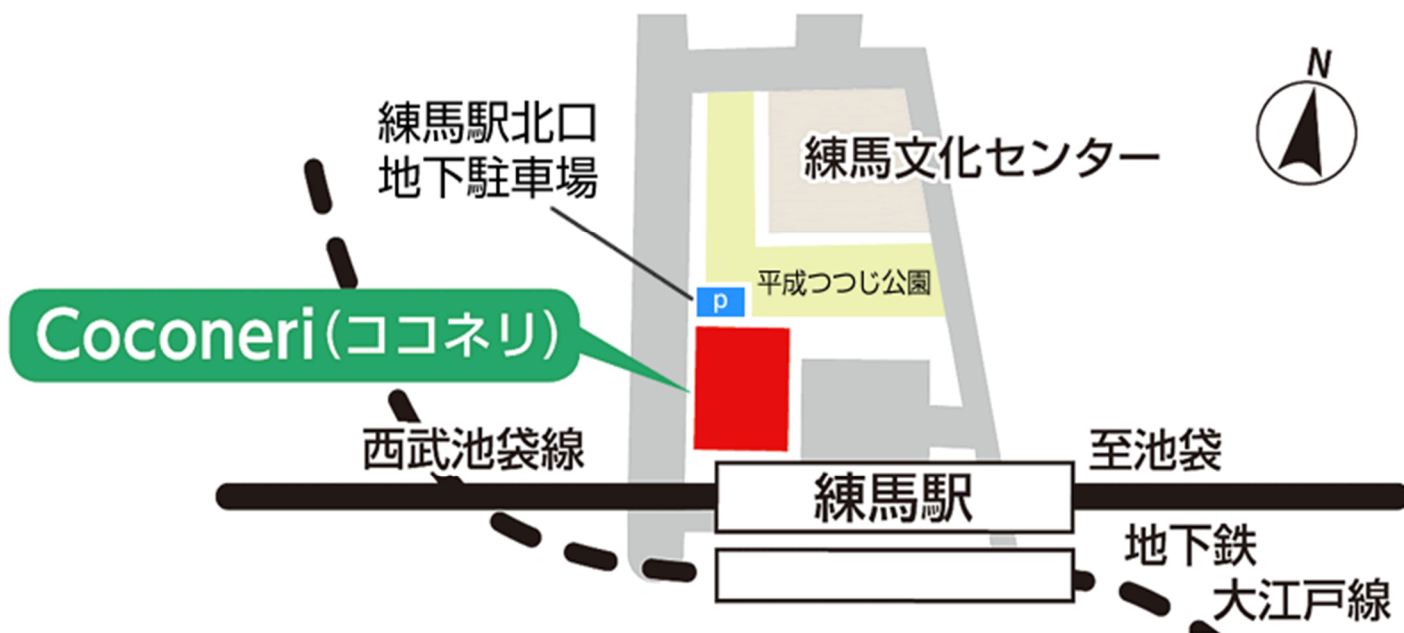 N
練馬駅北口
地下駐車場
練馬文化センター
平成つつじ公園
p
Coconeri(ココネリ)
西武池袋線
至池袋
練馬駅
地下鉄
大江戸線